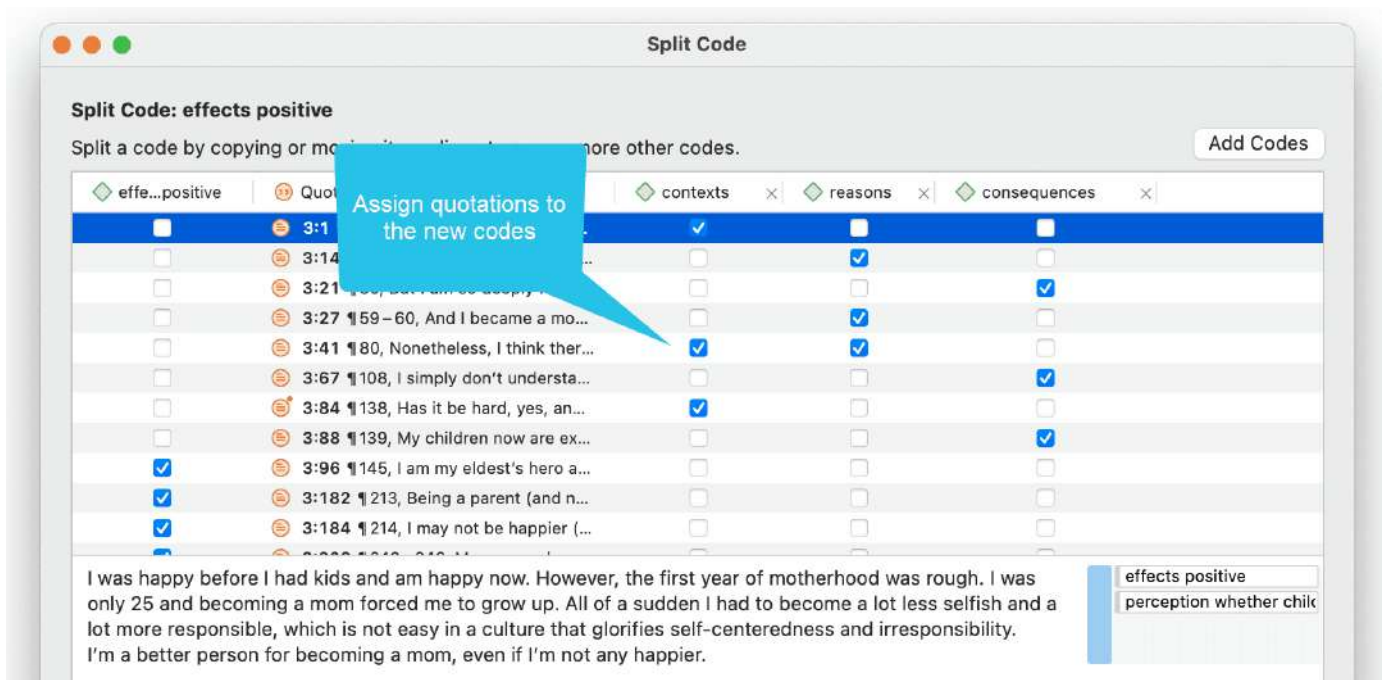 Split Code
Split Code: effects positive
Split a code by copying or more other codes.
Add Codes
effe...positive Quot contexts reasons consequences
Assign quotations to
the new codes
3:1
3:14 ...
3:21
3:27 ¶ 59 – 60, And I became a mo...
3:41 ¶ 80, Nonetheless, I think ther...
3:67 ¶ 108, I simply don't understa...
3:84 ¶ 138, Has it be hard, yes, an...
3:88 ¶ 139, My children now are ex...
3:96 ¶ 145, I am my eldest's hero a...
3:182 ¶ 213, Being a parent (and n...
3:184 ¶ 214, I may not be happier (...
I was happy before I had kids and am happy now. However, the first year of motherhood was rough. I was
only 25 and becoming a mom forced me to grow up. All of a sudden I had to become a lot less selfish and a
lot more responsible, which is not easy in a culture that glorifies self-centeredness and irresponsibility.
I'm a better person for becoming a mom, even if I'm not any happier.
effects positive
perception whether chilc